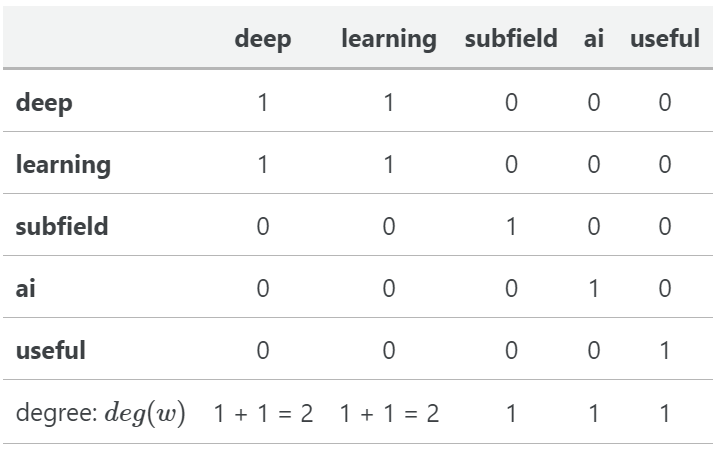 deep learning subfield ai useful
deep 1 1 0 0 0
learning 1 1 0 0 0
subfield 0 0 1 0 0
ai 0 0 0 1 0
useful 0 0 0 0 1
degree: deg(w) 1 + 1 = 2 1 + 1 = 2 1 1 1